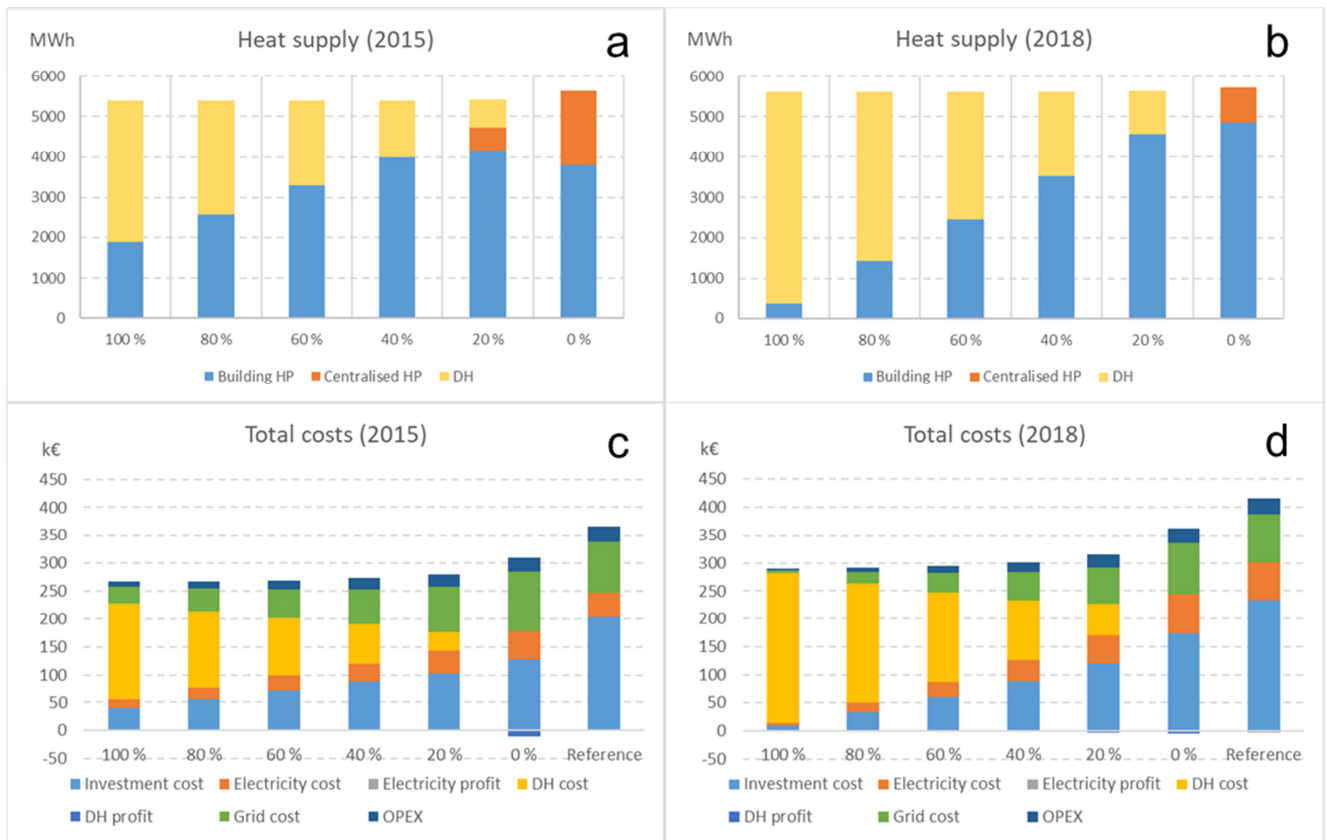 MWh
Heat supply (2015)
a
6000
5000
4000
3000
2000
1000
0
100 %
80 %
60 %
40 %
20 %
0 %
Building HP
Centralised HP
DH
MWh
Heat supply (2018)
b
6000
5000
4000
3000
2000
1000
0
100 %
80 %
60 %
40 %
20 %
0 %
Building HP
Centralised HP
DH
k€
Total costs (2015)
c
450
400
350
300
250
200
150
100
50
0
-50
100 %
80 %
60 %
40 %
20 %
0 %
Reference
Investment cost
Electricity cost
Electricity profit
DH cost
DH profit
Grid cost
OPEX
k€
Total costs (2018)
d
450
400
350
300
250
200
150
100
50
0
-50
100 %
80 %
60 %
40 %
20 %
0 %
Reference
Investment cost
Electricity cost
Electricity profit
DH cost
DH profit
Grid cost
OPEX